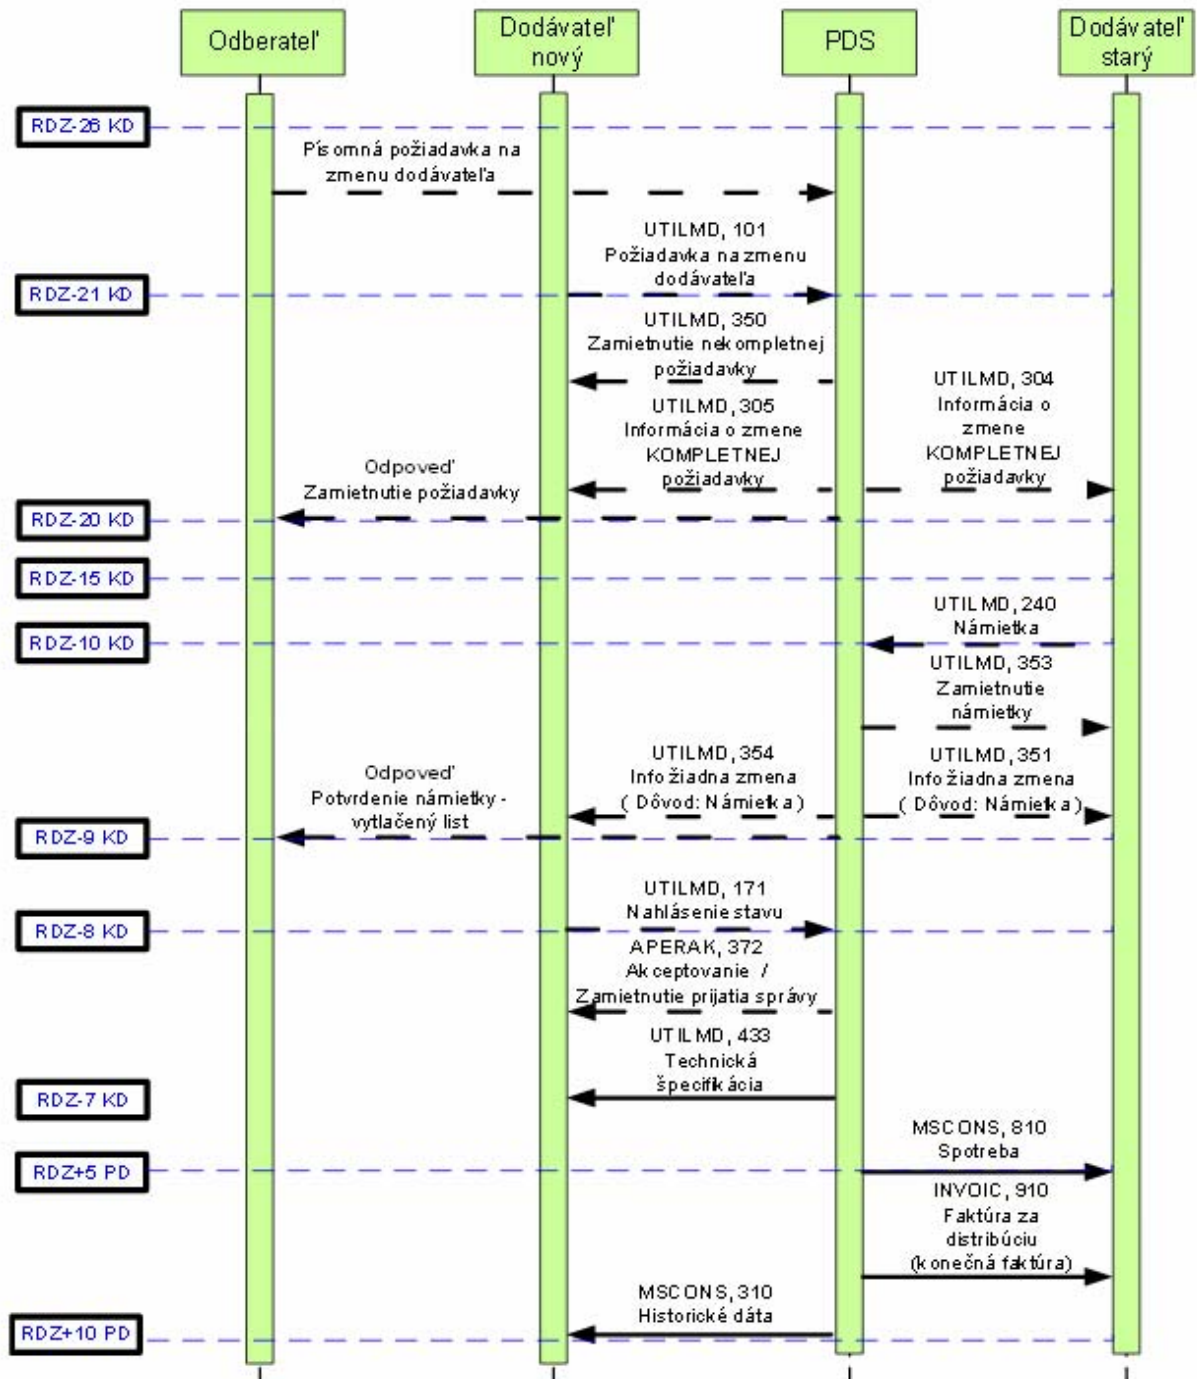 Odberateľ
Dodávateľ
nový
PDS
Dodávateľ
starý
RDZ-26 KD
Písomná požiadavka na
zmenu dodávateľa
UTILMD, 101
Požiadavka na zmenu
dodávateľa
RDZ-21 KD
UTILMD, 350
Zamietnutie nekompletnej
požiadavky
UTILMD, 305
Informácia o zmene
KOMPLETNEJ
požiadavky
UTILMD, 304
Informácia o
zmene
KOMPLETNEJ
požiadavky
Odpoveď
Zamietnutie požiadavky
RDZ-20 KD
RDZ-15 KD
UTILMD, 240
Námietka
RDZ-10 KD
UTILMD, 353
Zamietnutie
námietky
Odpoveď
Potvrdenie námietky -
vytlačený list
UTILMD, 354
Info žiadna zmena
( Dôvod: Námietka )
UTILMD, 351
Info žiadna zmena
( Dôvod: Námietka )
RDZ-9 KD
UTILMD, 171
Nahlásenie stavu
RDZ-8 KD
APERAK, 372
Akceptovanie /
Zamietnutie prijatia správy
UTILMD, 433
Technická
špecifikácia
RDZ-7 KD
MSCONS, 810
Spotreba
RDZ+5 PD
INVOIC, 910
Faktúra za
distribúciu
(konečná faktúra)
MSCONS, 310
Historické dáta
RDZ+10 PD